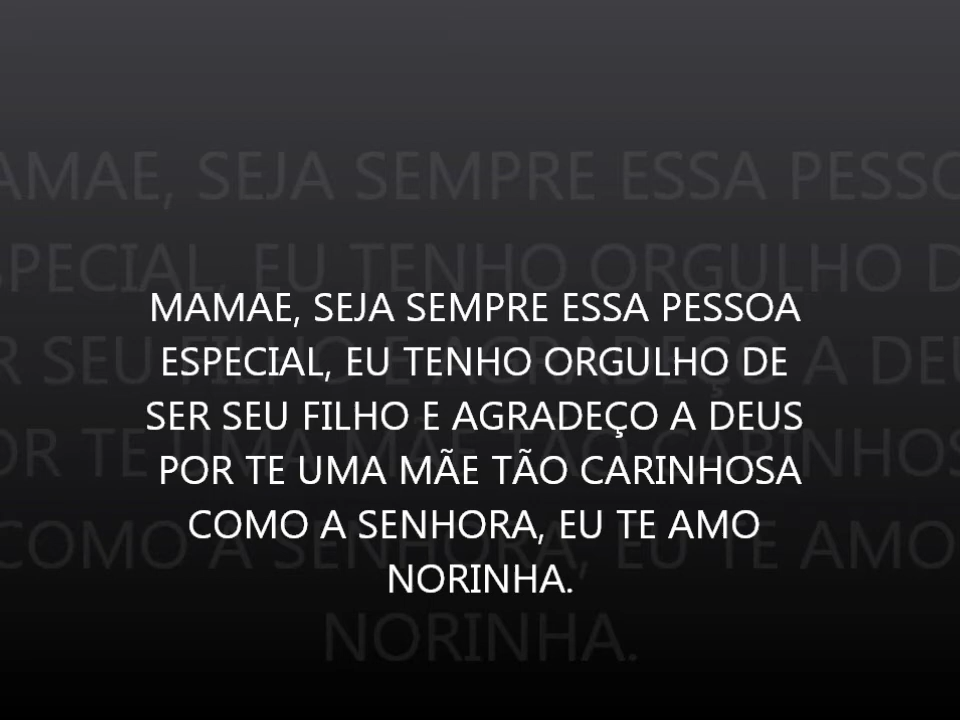 MAMAE, SEJA SEMPRE ESSA PESSOA
ESPECIAL, EU TENHO ORGULHO DE
SER SEU FILHO E AGRADEÇO A DEUS
POR TE UMA MÃE TÃO CARINHOSA
COMO A SENHORA, EU TE AMO
NORINHA.